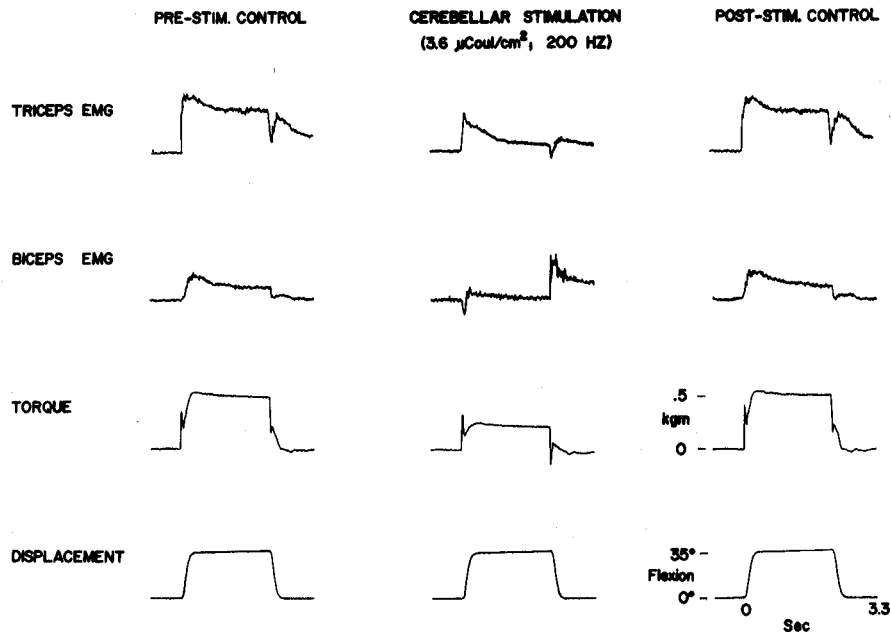 PRE-STIM. CONTROL
CEREBELLAR STIMULATION
(3.6 µCoul/cm², 200 HZ)
POST-STIM. CONTROL
TRICEPS EMG
BICEPS EMG
TORQUE
.5
kgm
0
DISPLACEMENT
35°
Flexion
0°
0
3.3
Sec